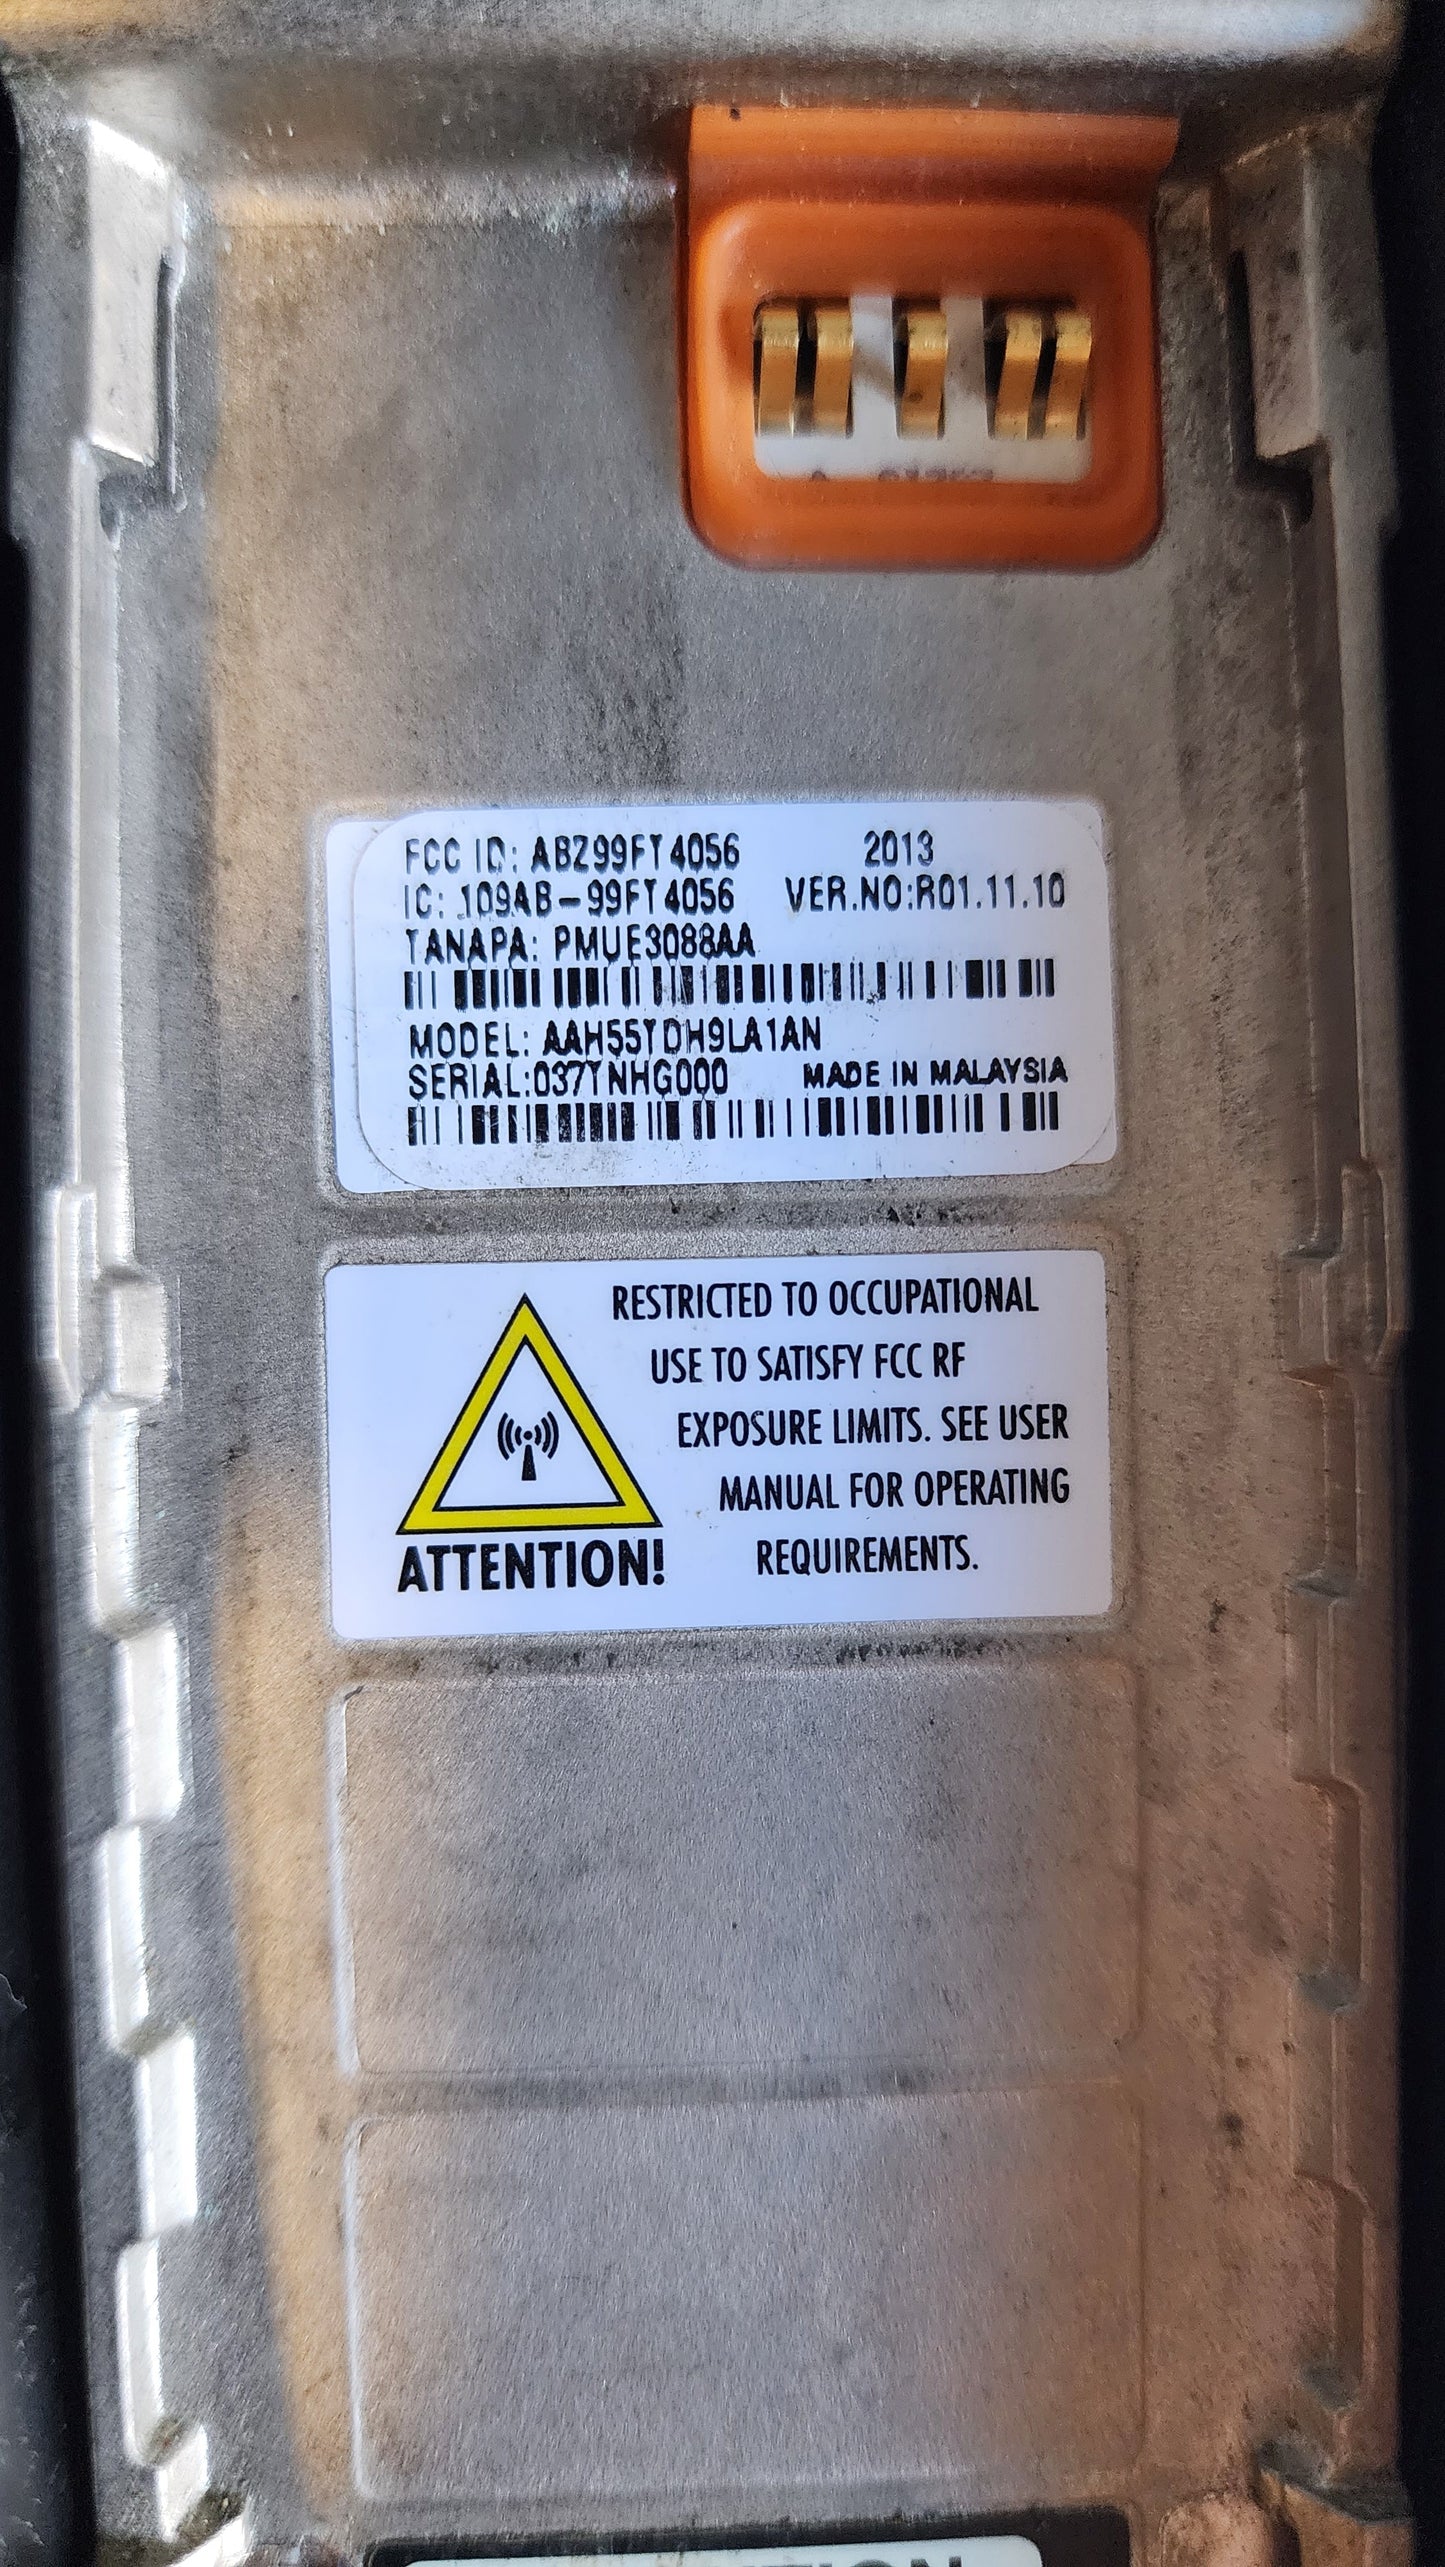 FCC ID: ABZ99FT4056 2013
IC: 109AB-99FT4056 VER.NO:R01.11.10
TANAPA: PMUE3088AA
MODEL: AAH55TDH9LA1AN
SERIAL:037TNHG000 MADE IN MALAYSIA
RESTRICTED TO OCCUPATIONAL
USE TO SATISFY FCC RF
EXPOSURE LIMITS. SEE USER
MANUAL FOR OPERATING
REQUIREMENTS.
ATTENTION!